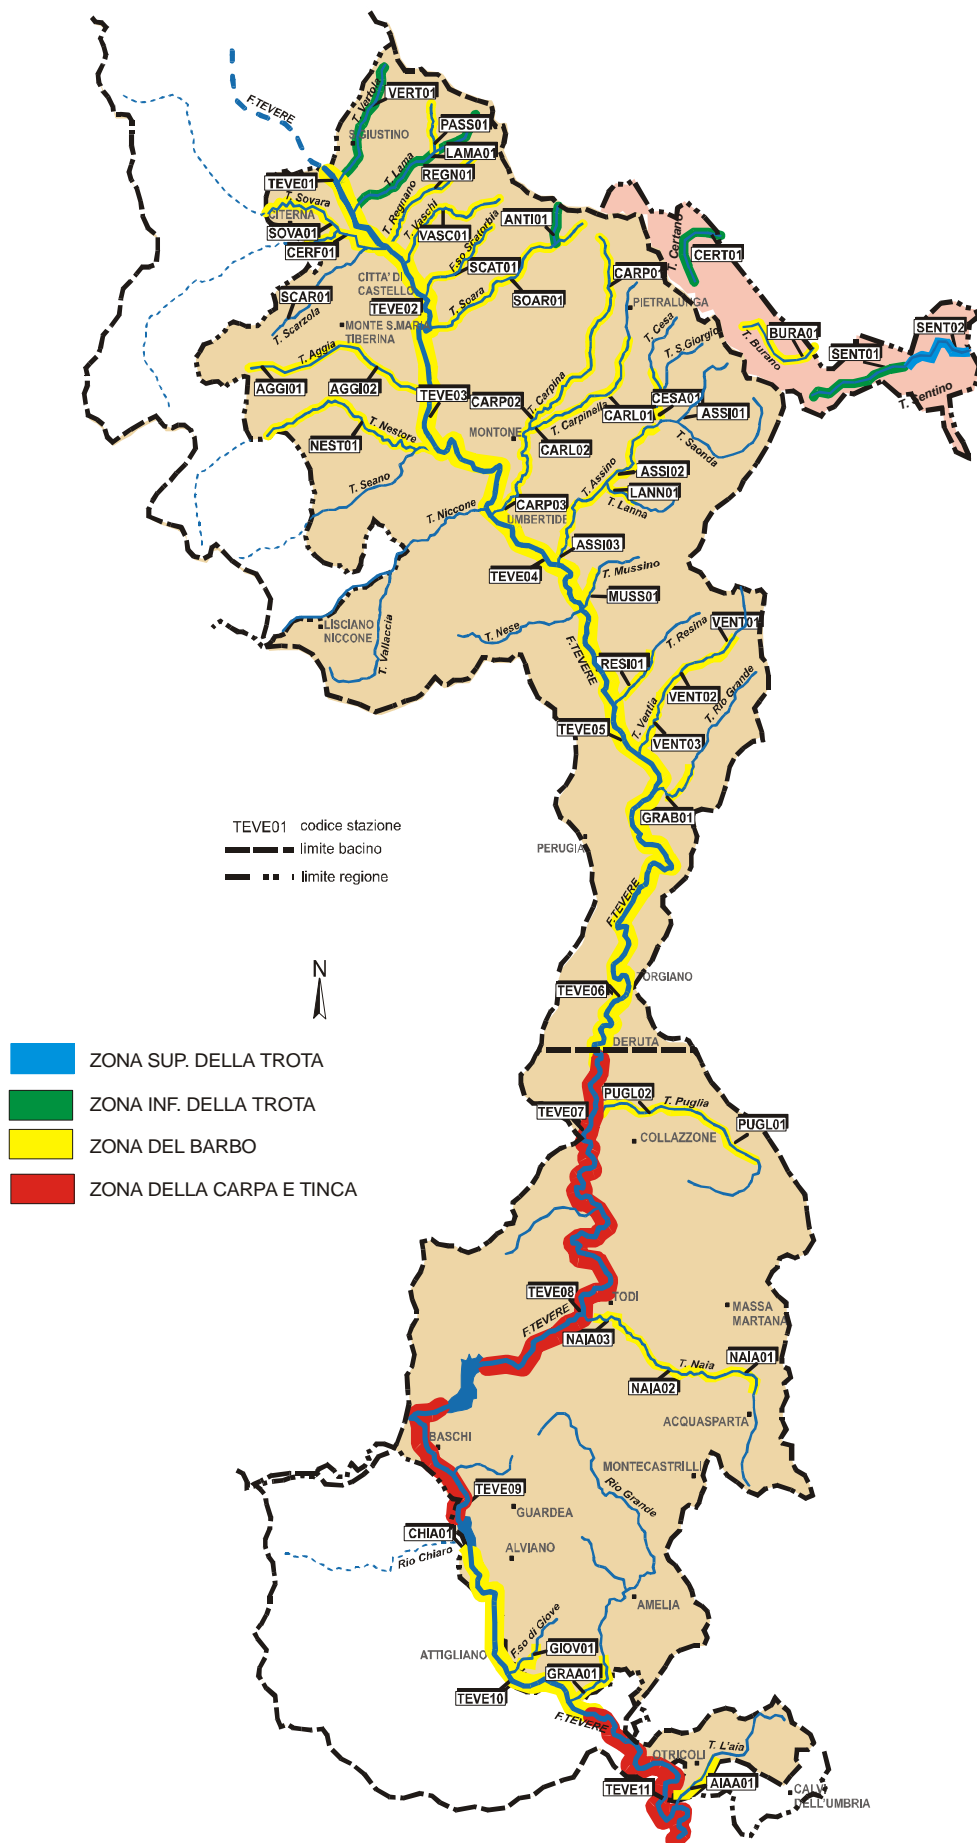 F.TEVERE
T. Vertola
VERT01
S.GIUSTINO
PASS01
LAMA01
T. Lama
REGN01
TEVE01
T. Sovara
CITERNA
T. Regnano
T. Vaschi
SOVA01
CERF01
VASC01
F.so Scatorbia
ANTI01
T. Certano
CERT01
CITTA' DI
CASTELLO
SCAT01
CARP01
SCAR01
T. Scarzola
TEVE02
T. Soara
SOAR01
PIETRALUNGA
MONTE S.MARIA
TIBERINA
T. Cesa
T. S.Giorgio
BURA01
T. Burano
SENT02
SENT01
T. Sentino
T. Aggia
AGGI01
AGGI02
TEVE03
CARP02
T. Carpina
T. Carpinella
CESA01
CARL01
ASSI01
NEST01
T. Nestore
MONTONE
CARL02
T. Saonda
T. Seano
T. Assino
ASSI02
LANN01
T. Lanna
T. Niccone
CARP03
UMBERTIDE
ASSI03
TEVE04
T. Mussino
MUSS01
LISCIANO
NICCONE
T. Vallaccia
T. Nese
F.TEVERE
T. Resina
VENT01
RESI01
VENT02
T. Rio Grande
TEVE05
T. Ventia
VENT03
GRAB01
TEVE01 codice stazione
limite bacino
limite regione
PERUGIA
F.TEVERE
N
TEVE06
TORGIANO
DERUTA
ZONA SUP. DELLA TROTA
ZONA INF. DELLA TROTA
ZONA DEL BARBO
ZONA DELLA CARPA E TINCA
PUGL02
T. Puglia
TEVE07
PUGL01
COLLAZZONE
TEVE08
TODI
F.TEVERE
MASSA
MARTANA
NAIA03
T. Naia
NAIA01
NAIA02
ACQUASPARTA
BASCHI
MONTECASTRILLI
TEVE09
Rio Grande
GUARDEA
CHIA01
Rio Chiaro
ALVIANO
AMELIA
F.so di Giove
ATTIGLIANO
GIOV01
GRAA01
TEVE10
F.TEVERE
T. L'aia
OTRICOLI
TEVE11
AIAA01
CALVI
DELL'UMBRIA